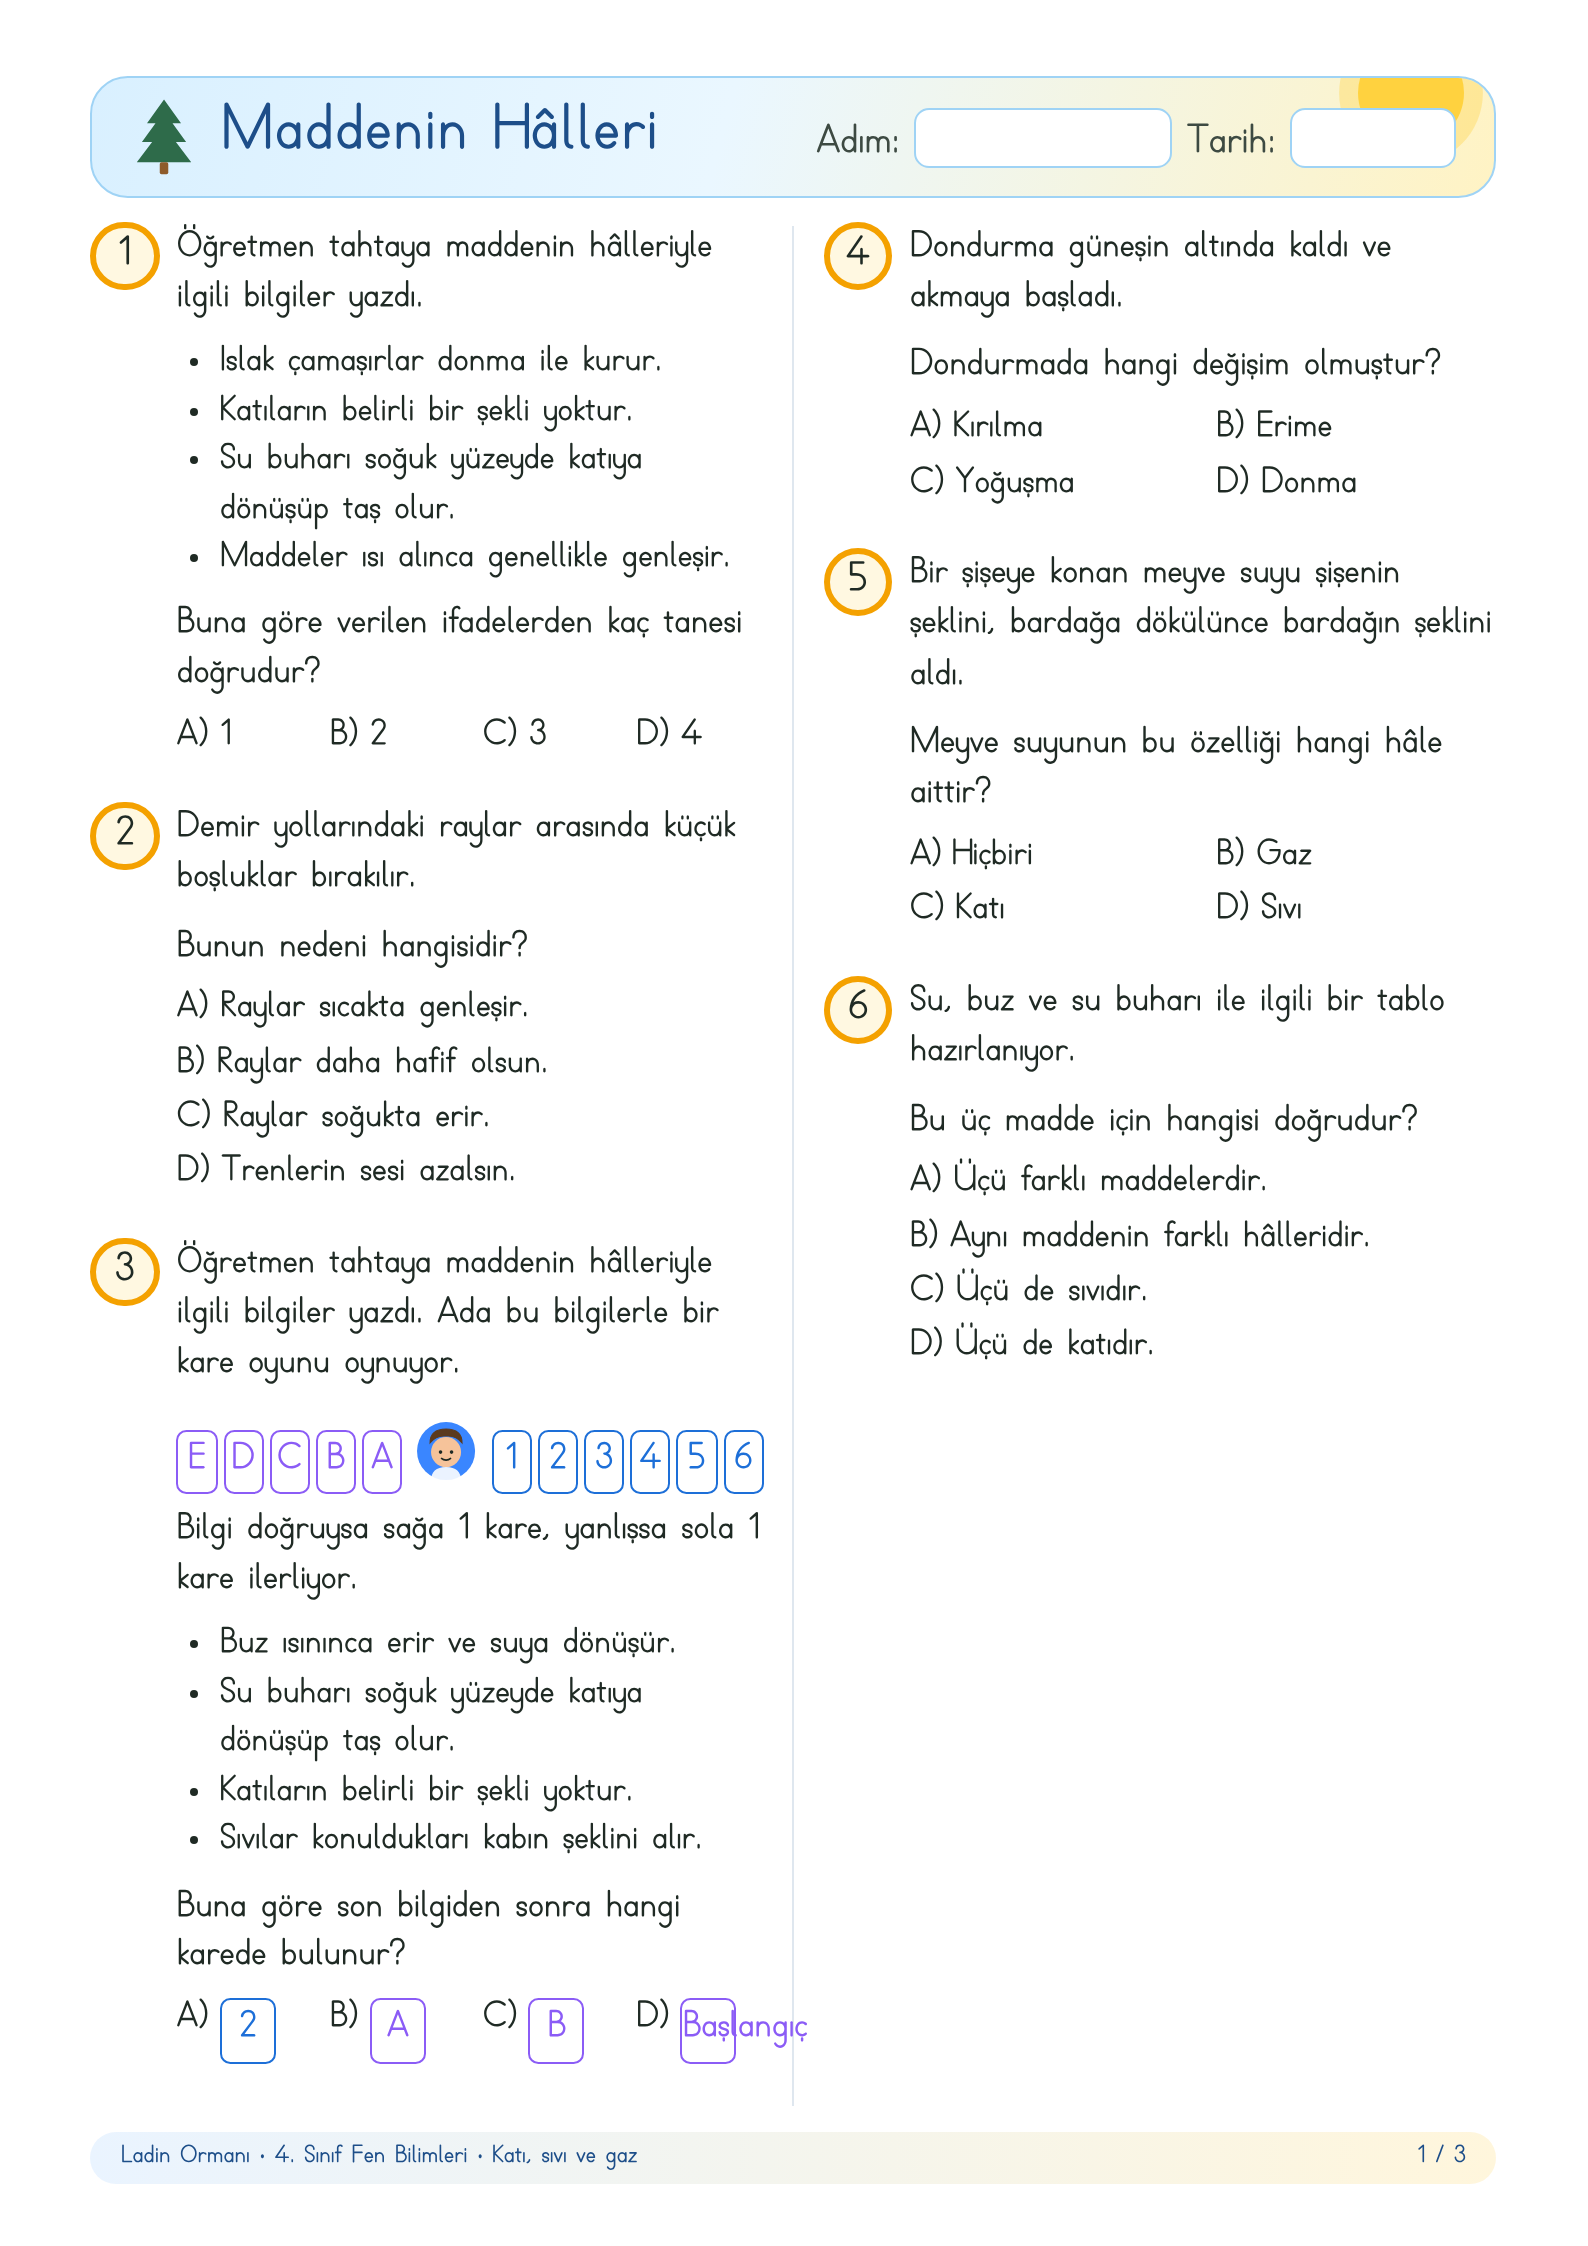 Maddenin Hâlleri
Adım:
Tarih:
1
Öğretmen tahtaya maddenin hâlleriyle
ilgili bilgiler yazdı.
• Islak çamaşırlar donma ile kurur.
• Katıların belirli bir şekli yoktur.
• Su buharı soğuk yüzeyde katıya
dönüşüp taş olur.
• Maddeler ısı alınca genellikle genleşir.
Buna göre verilen ifadelerden kaç tanesi
doğrudur?
A) 1 B) 2 C) 3 D) 4
2
Demir yollarındaki raylar arasında küçük
boşluklar bırakılır.
Bunun nedeni hangisidir?
A) Raylar sıcakta genleşir.
B) Raylar daha hafif olsun.
C) Raylar soğukta erir.
D) Trenlerin sesi azalsın.
3
Öğretmen tahtaya maddenin hâlleriyle
ilgili bilgiler yazdı. Ada bu bilgilerle bir
kare oyunu oynuyor.
E D C B A 1 2 3 4 5 6
Bilgi doğruysa sağa 1 kare, yanlışsa sola 1
kare ilerliyor.
• Buz ısınınca erir ve suya dönüşür.
• Su buharı soğuk yüzeyde katıya
dönüşüp taş olur.
• Katıların belirli bir şekli yoktur.
• Sıvılar konuldukları kabın şeklini alır.
Buna göre son bilgiden sonra hangi
karede bulunur?
A) 2 B) A C) B D) Başlangıç
4
Dondurma güneşin altında kaldı ve
akmaya başladı.
Dondurmada hangi değişim olmuştur?
A) Kırılma B) Erime
C) Yoğuşma D) Donma
5
Bir şişeye konan meyve suyu şişenin
şeklini, bardağa dökülünce bardağın şeklini
aldı.
Meyve suyunun bu özelliği hangi hâle
aittir?
A) Hiçbiri B) Gaz
C) Katı D) Sıvı
6
Su, buz ve su buharı ile ilgili bir tablo
hazırlanıyor.
Bu üç madde için hangisi doğrudur?
A) Üçü farklı maddelerdir.
B) Aynı maddenin farklı hâlleridir.
C) Üçü de sıvıdır.
D) Üçü de katıdır.
Ladin Ormanı • 4. Sınıf Fen Bilimleri • Katı, sıvı ve gaz
1 / 3